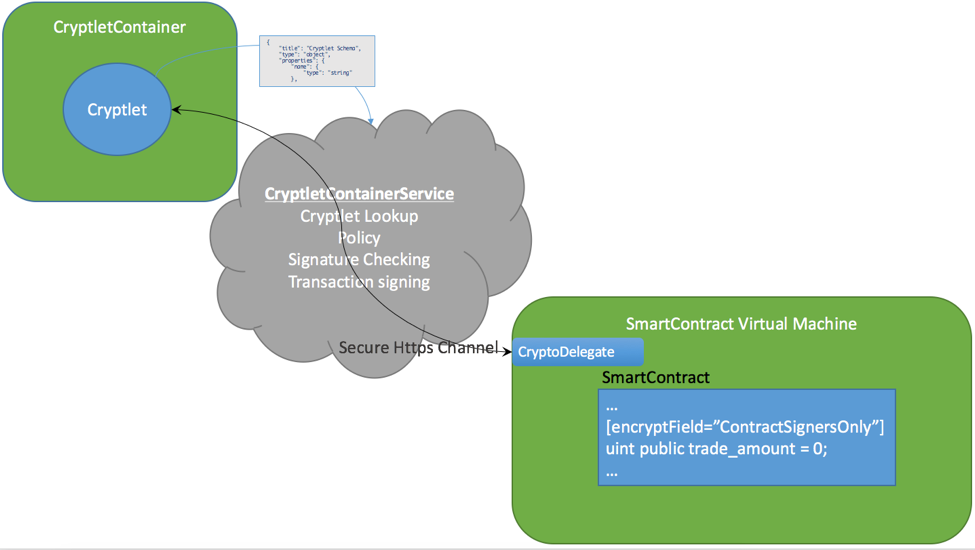 CryptletContainer
Cryptlet
{
"title": "Cryptlet Schema",
"type": "object",
"properties": {
"name": {
"type": "string"
},
CryptletContainerService
Cryptlet Lookup
Policy
Signature Checking
Transaction signing
Secure Https Channel
SmartContract Virtual Machine
CryptoDelegate
SmartContract
...
[encryptField=”ContractSignersOnly”]
uint public trade_amount = 0;
...